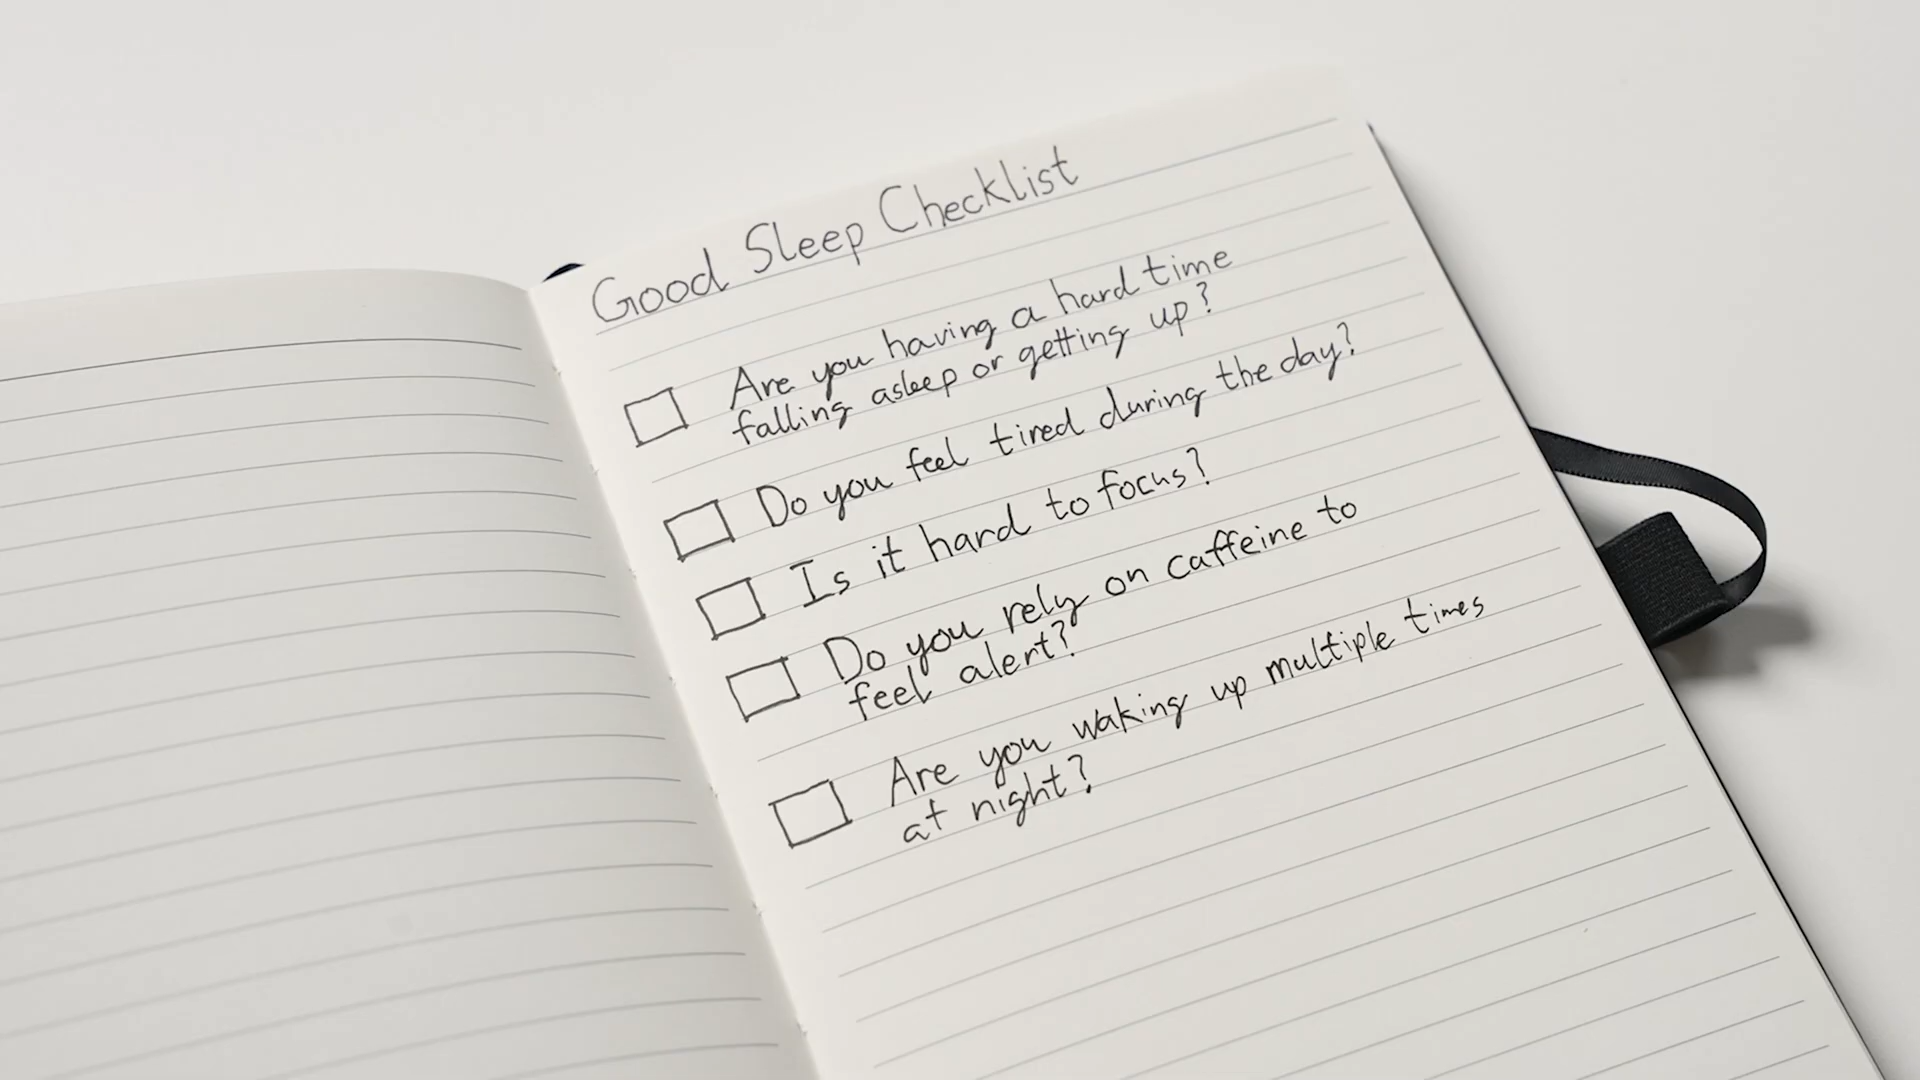 Good Sleep Checklist
Are you having a hard time
falling asleep or getting up?
Do you feel tired during the day?
Is it hard to focus?
Do you rely on caffeine to
feel alert?
Are you waking up multiple times
at night?